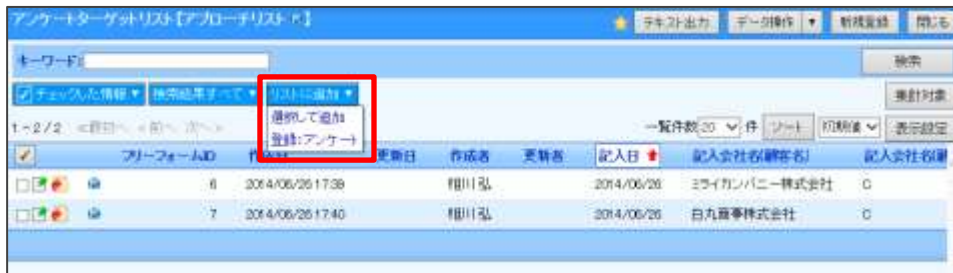 アンケートターゲットリスト【アプローチリスト】
テキスト出力 データ操作 ▼ 新規登録 閉じる
キーワード: 検索
チェックした情報 ▼ 検索結果すべて ▼ リストに追加 ▼ 集計対象
選択して追加
登録:アンケート
1-2/2 ≪最初へ <前へ 次へ> 一覧件数 20 件 ソート 初期値 表示設定
フリーフォームID 作成日 更新日 作成者 更新者 記入日 記入会社名(顧客名) 記入会社名(顧
6 2014/06/26 17:39 相川 弘 2014/06/26 ミライカンパニー株式会社 C
7 2014/06/26 17:40 相川 弘 2014/06/26 白丸商事株式会社 C